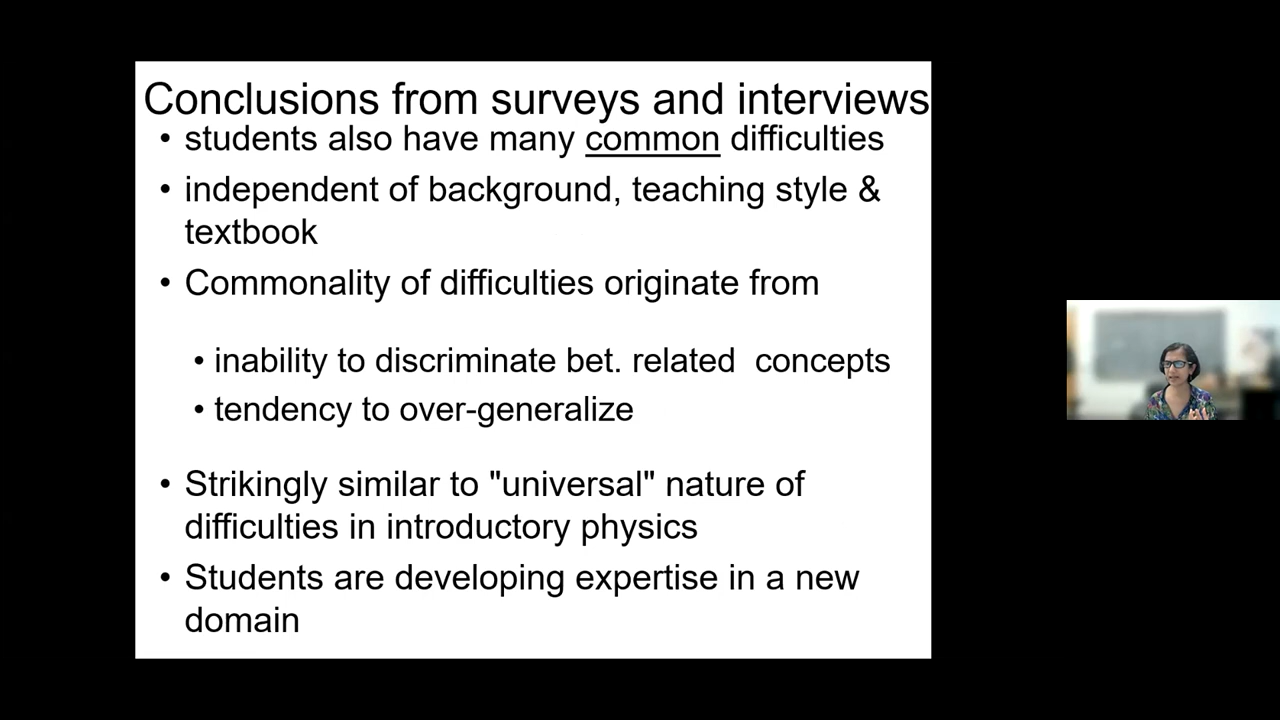 Conclusions from surveys and interviews
• students also have many common difficulties
• independent of background, teaching style &
textbook
• Commonality of difficulties originate from
• inability to discriminate bet. related concepts
• tendency to over-generalize
• Strikingly similar to "universal" nature of
difficulties in introductory physics
• Students are developing expertise in a new
domain